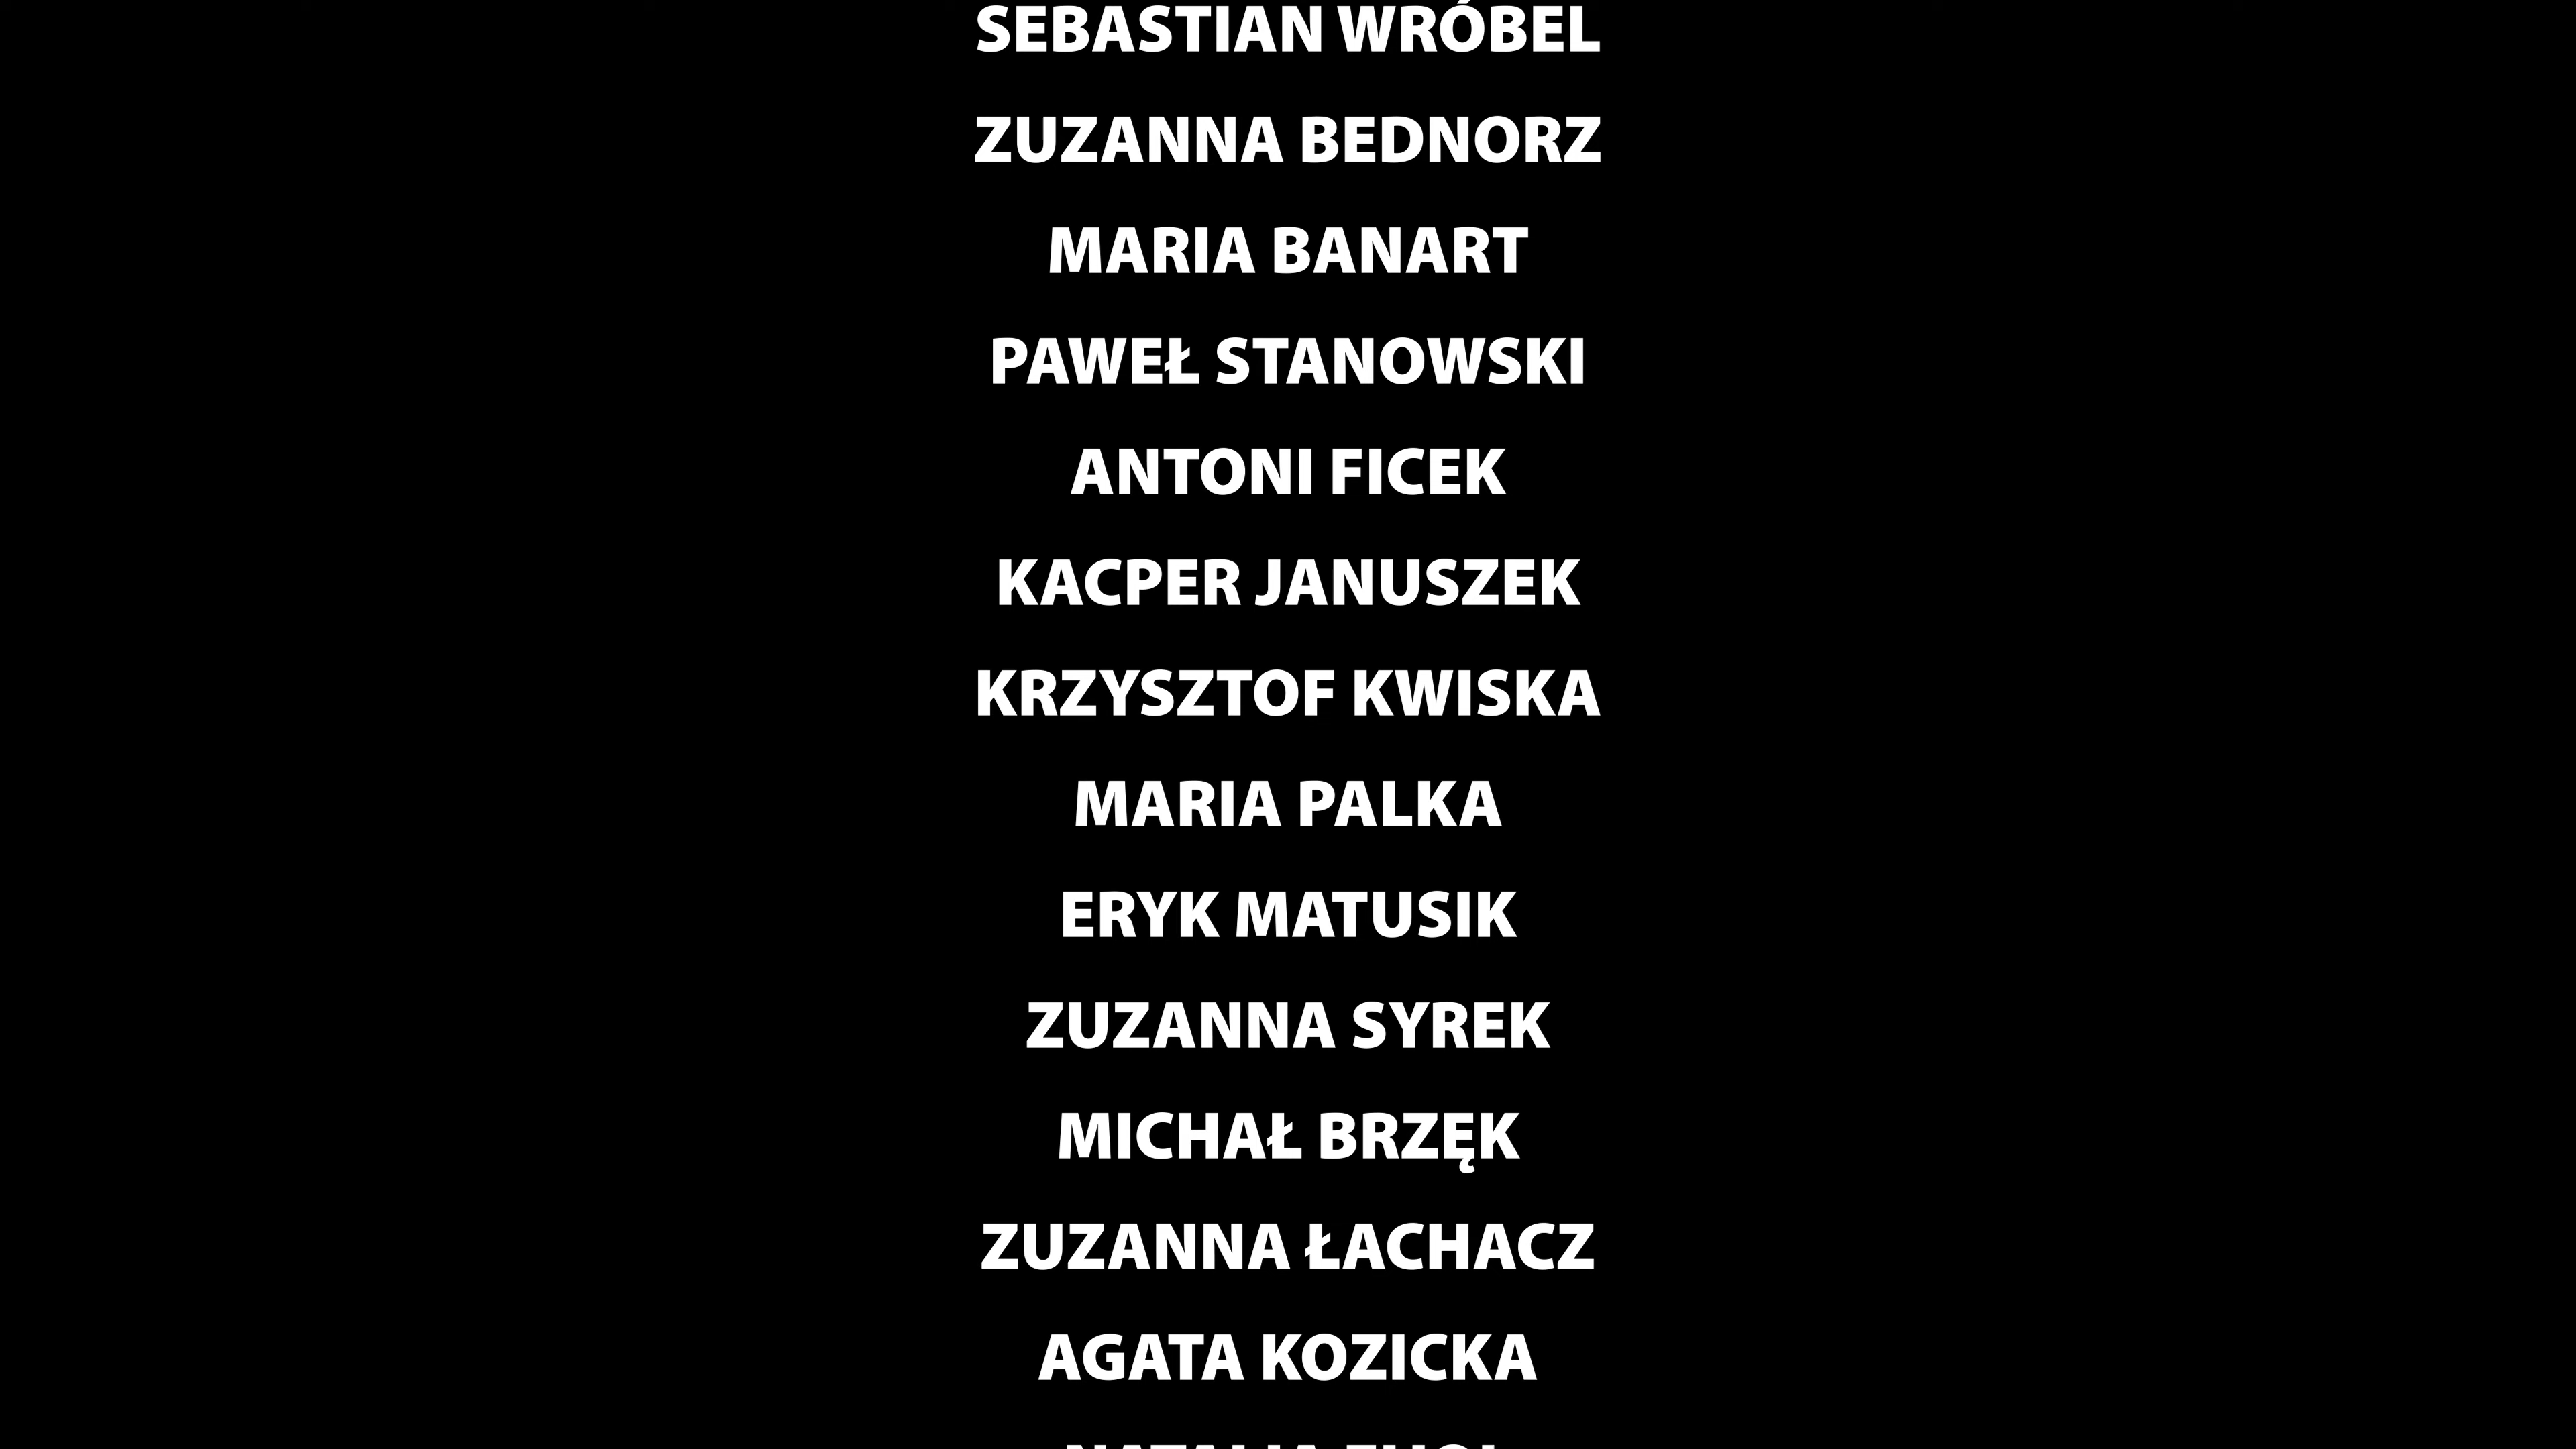 SEBASTIAN WRÓBEL
ZUZANNA BEDNORZ
MARIA BANART
PAWEŁ STANOWSKI
ANTONI FICEK
KACPER JANUSZEK
KRZYSZTOF KWISKA
MARIA PALKA
ERYK MATUSIK
ZUZANNA SYREK
MICHAŁ BRZĘK
ZUZANNA ŁACHACZ
AGATA KOZICKA
NATALIA